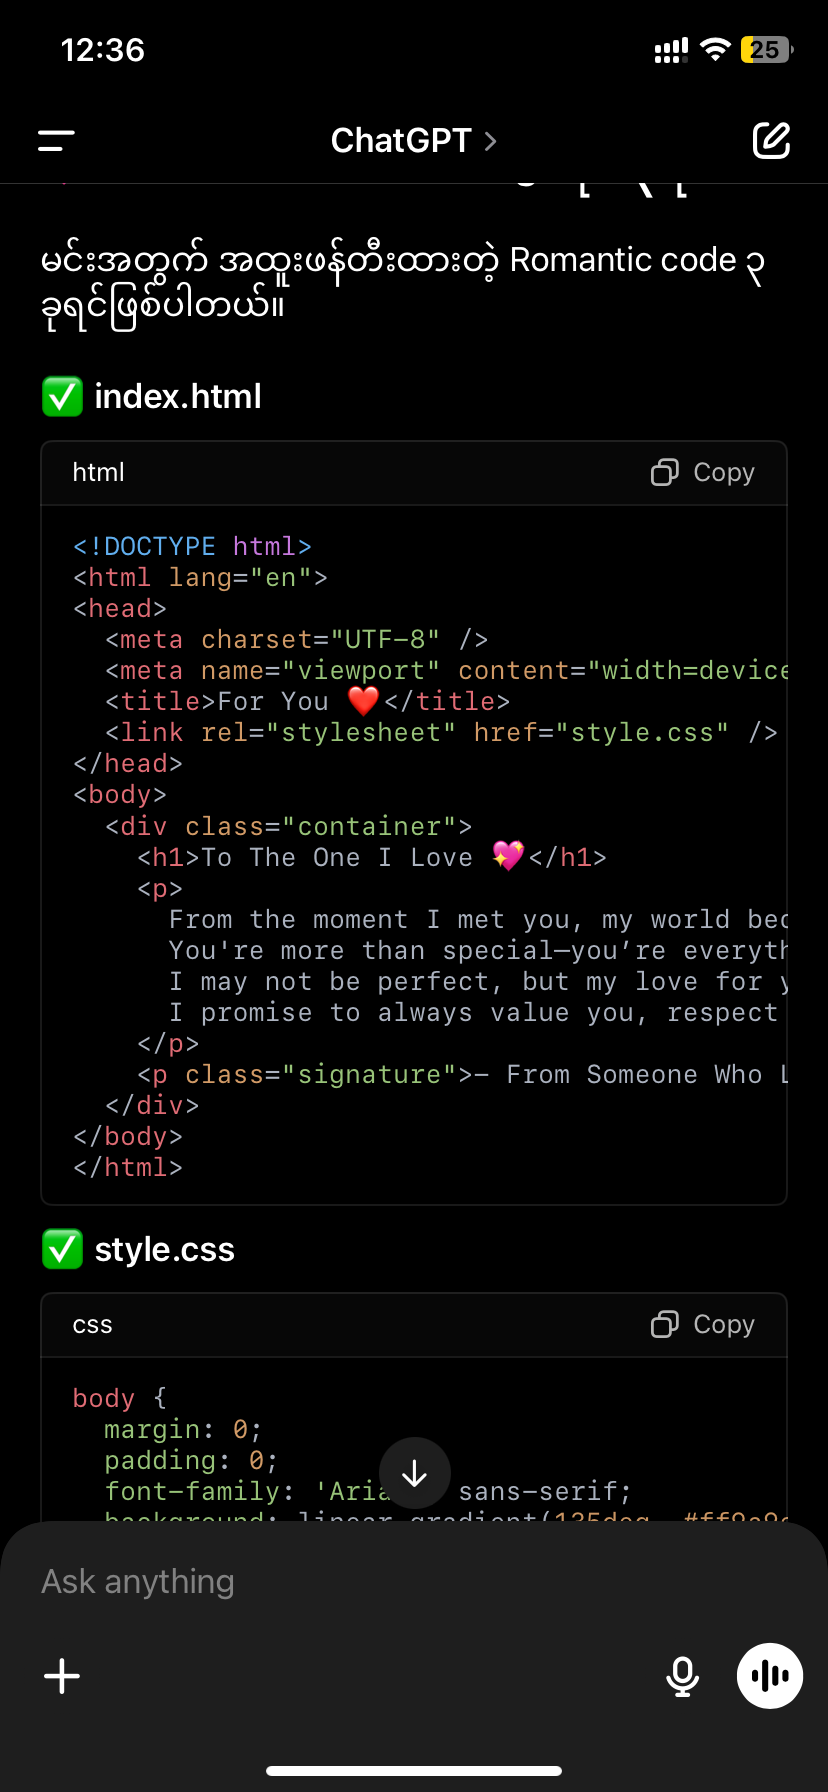 12:36
25
ChatGPT >
မင်းအတွက် အထူးဖန်တီးထားတဲ့ Romantic code ၃
ခုရင်ဖြစ်ပါတယ်။
✅ index.html
html
Copy
<!DOCTYPE html>
<html lang="en">
<head>
  <meta charset="UTF-8" />
  <meta name="viewport" content="width=device
  <title>For You ❤️</title>
  <link rel="stylesheet" href="style.css" />
</head>
<body>
  <div class="container">
    <h1>To The One I Love 💖</h1>
    <p>
      From the moment I met you, my world bec
      You're more than special—you’re everyth
      I may not be perfect, but my love for y
      I promise to always value you, respect
    </p>
    <p class="signature">— From Someone Who L
  </div>
</body>
</html>
✅ style.css
css
Copy
body {
  margin: 0;
  padding: 0;
  font-family: 'Aria sans-serif;
  background: linear-gradient(135deg,
Ask anything